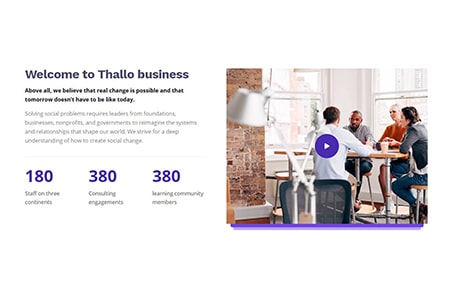 Welcome to Thallo business
Above all, we believe that real change is possible and that
tomorrow doesn't have to be like today.
Solving social problems requires leaders from foundations,
businesses, nonprofits, and governments to reimagine the systems
and relationships that shape our world. We strive for a deep
understanding of how to create social change.
180 380 380
Staff on three Consulting learning community
continents engagements members